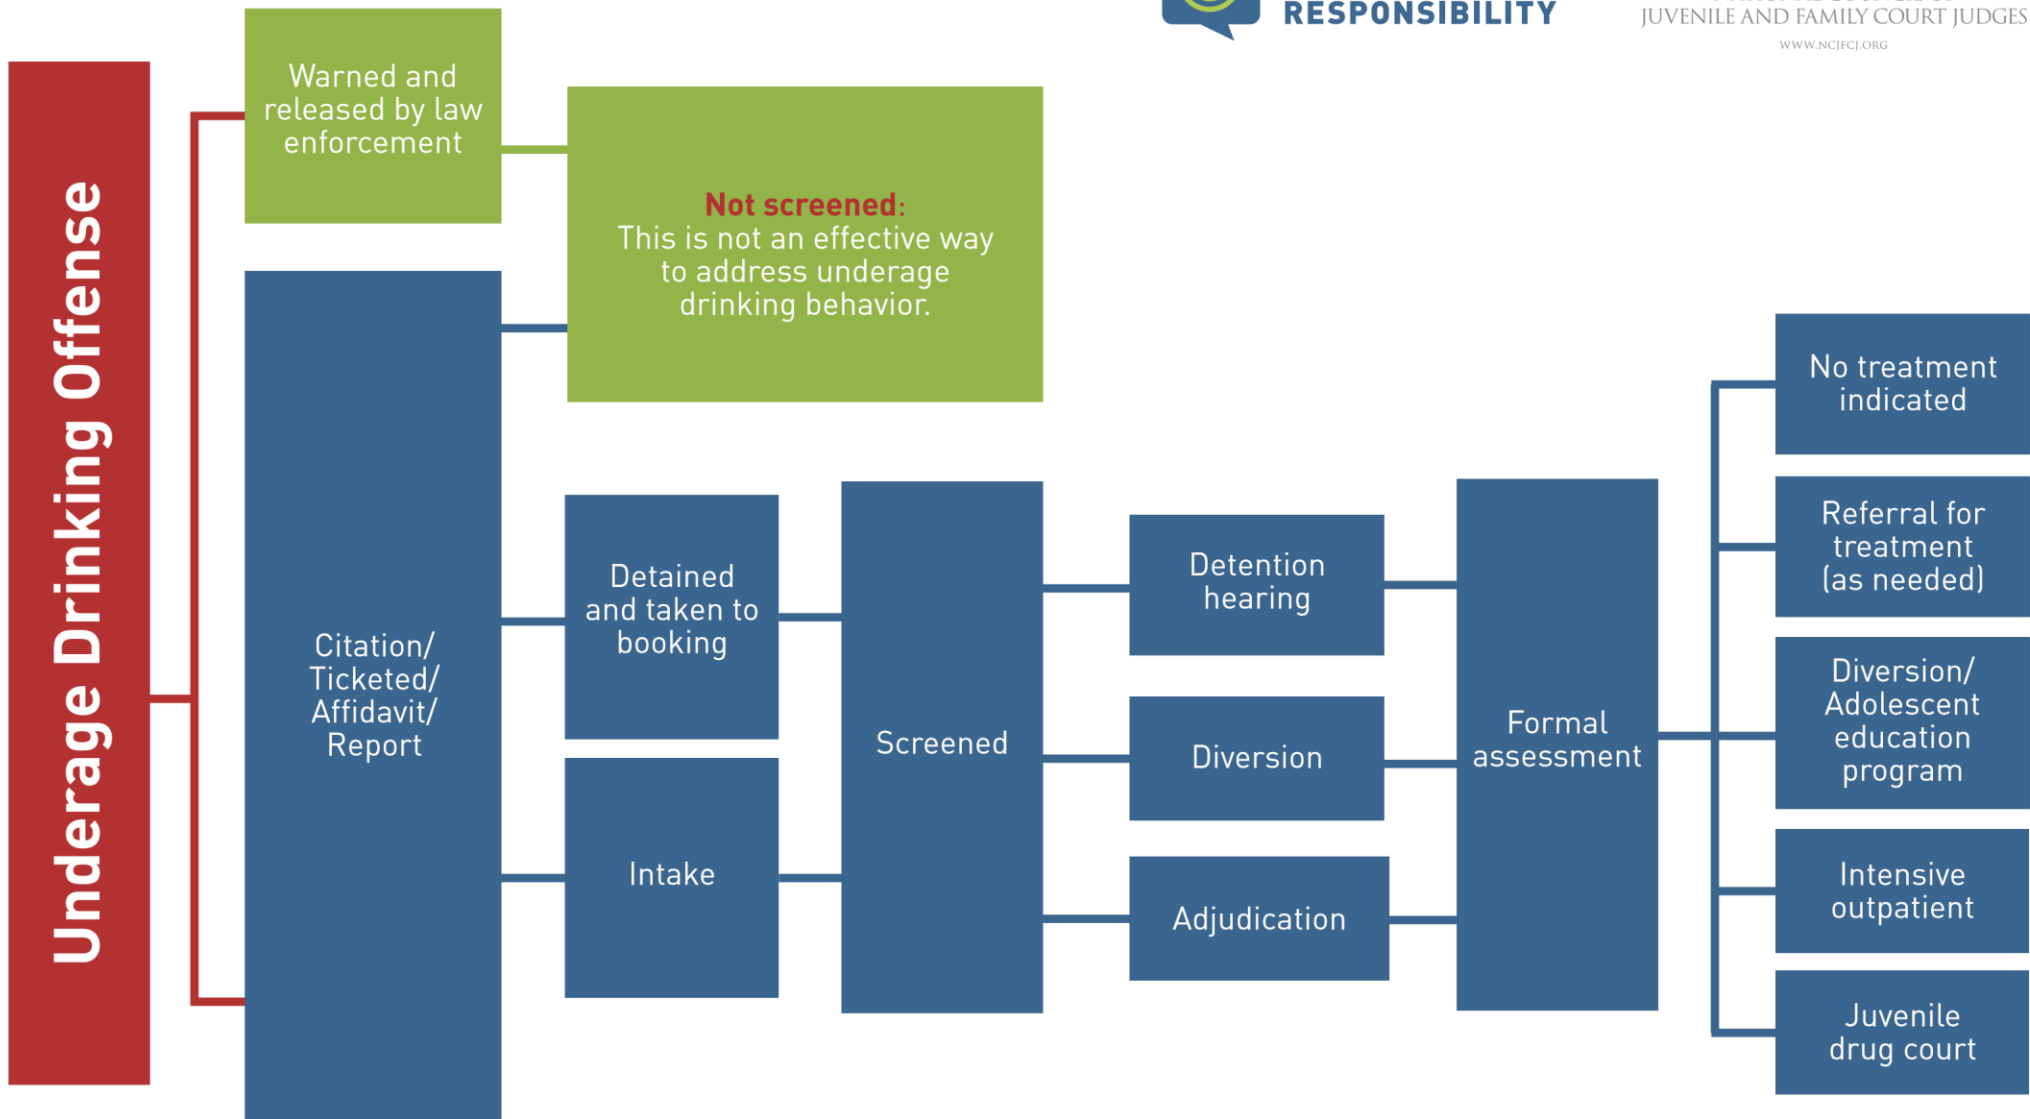 RESPONSIBILITY
JUVENILE AND FAMILY COURT JUDGES
WWW.NCJFCJ.ORG
Underage Drinking Offense
Warned and
released by law
enforcement
Not screened:
This is not an effective way
to address underage
drinking behavior.
Citation/
Ticketed/
Affidavit/
Report
Detained
and taken to
booking
Intake
Screened
Detention
hearing
Diversion
Adjudication
Formal
assessment
No treatment
indicated
Referral for
treatment
(as needed)
Diversion/
Adolescent
education
program
Intensive
outpatient
Juvenile
drug court